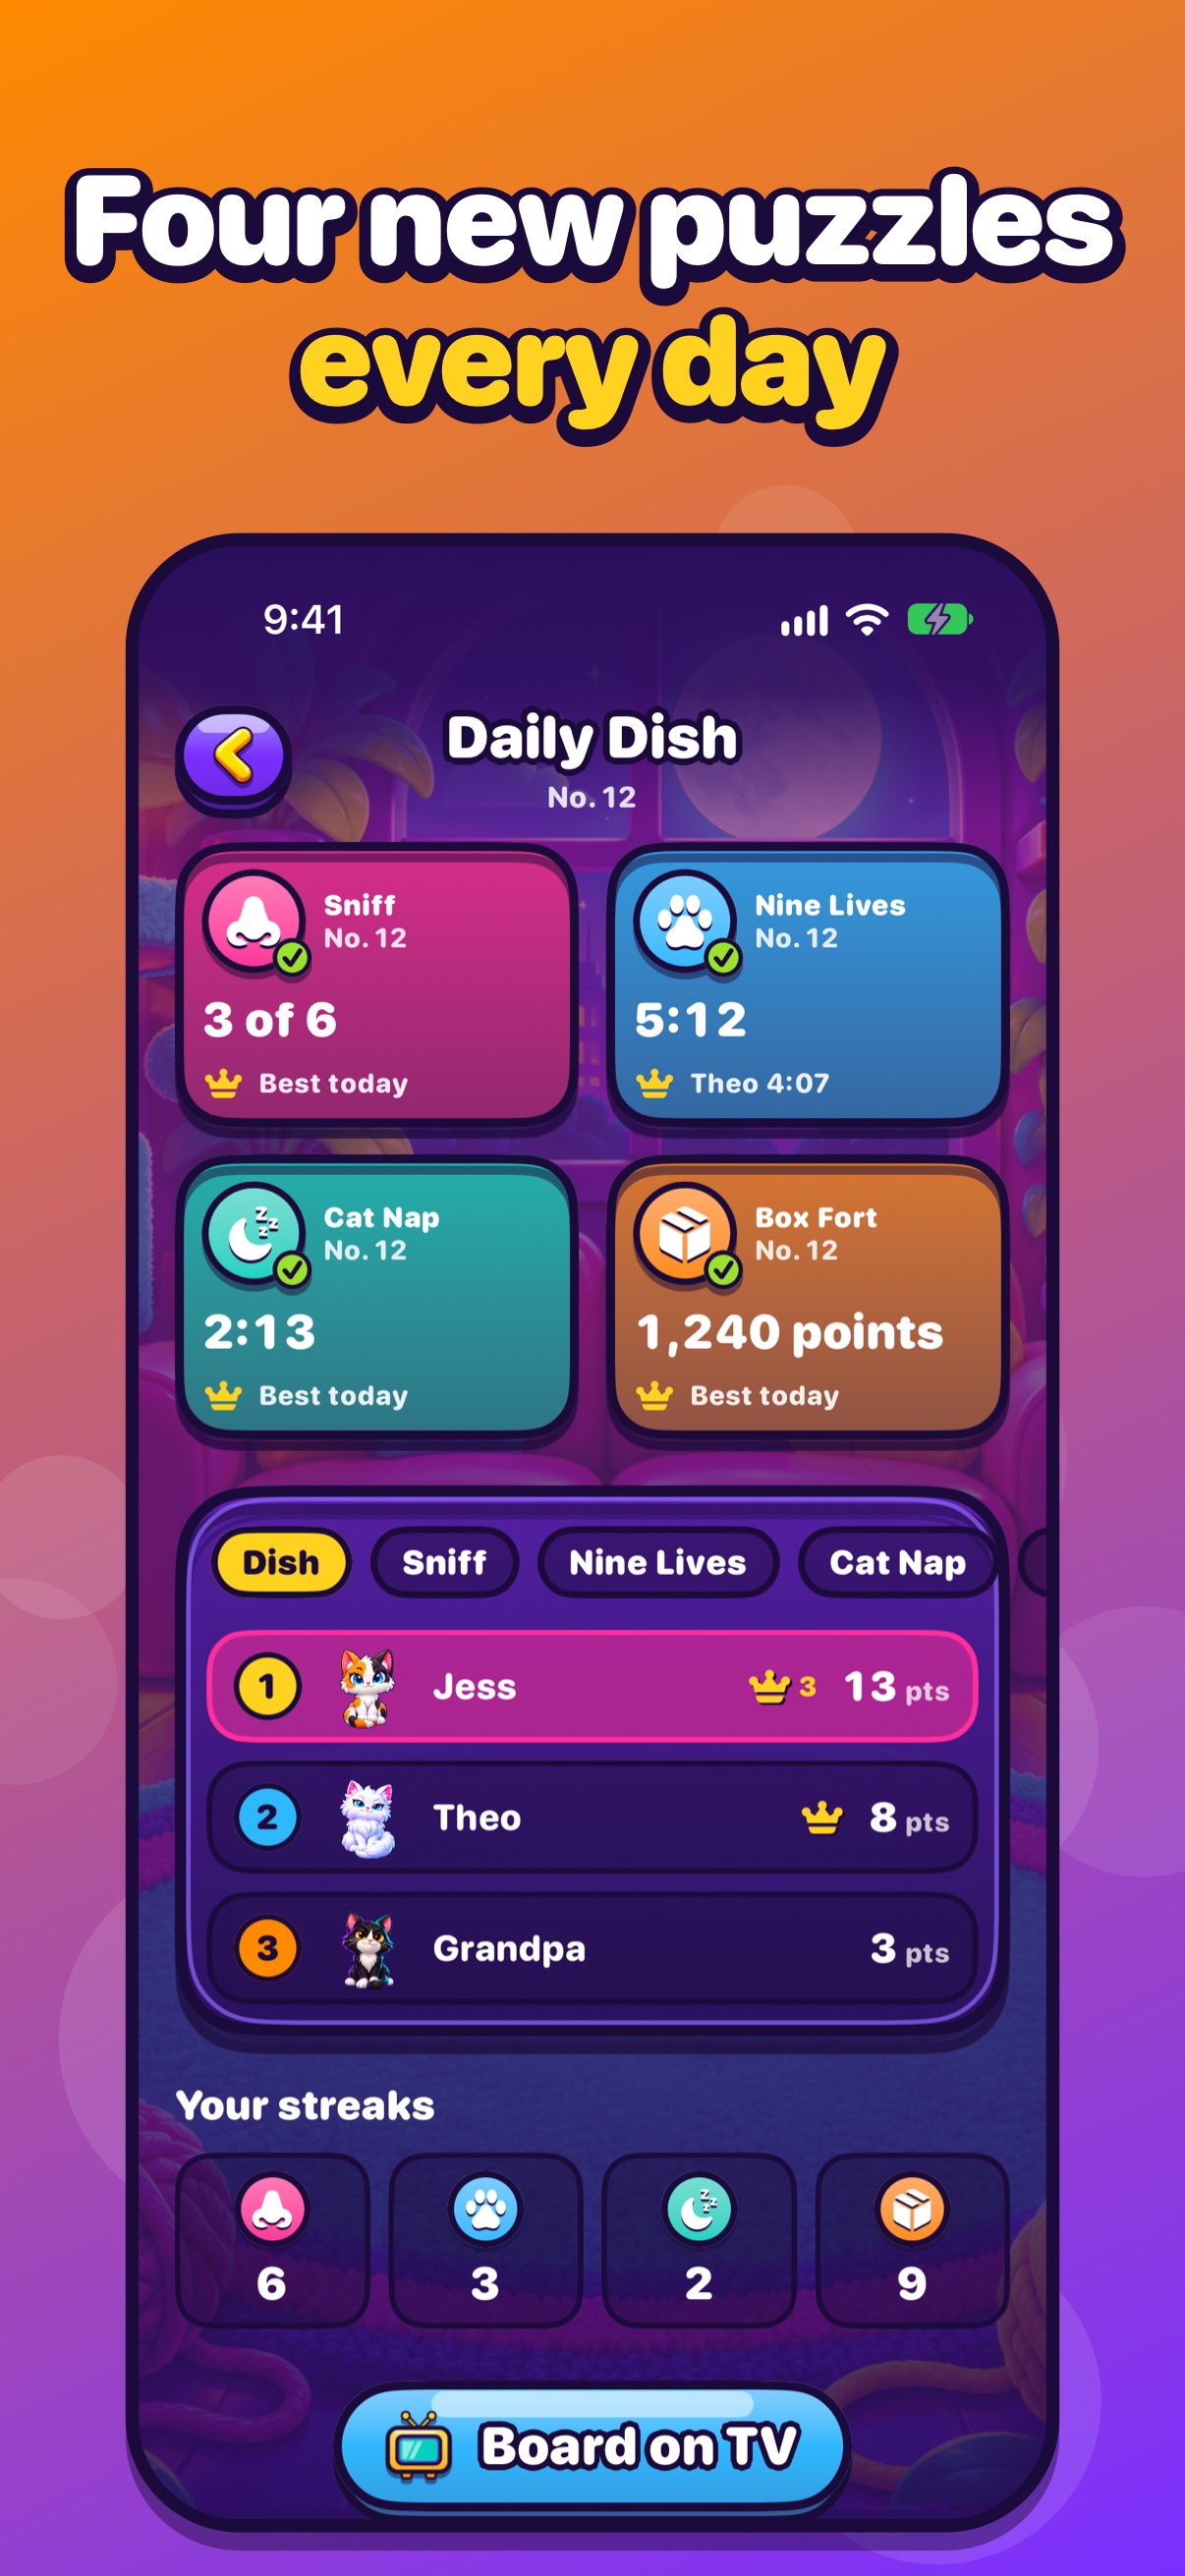 Four new puzzles
every day
9:41
Daily Dish
No. 12
Sniff
No. 12
3 of 6
Best today
Nine Lives
No. 12
5:12
Theo 4:07
Cat Nap
No. 12
2:13
Best today
Box Fort
No. 12
1,240 points
Best today
Dish
Sniff
Nine Lives
Cat Nap
1 Jess 3 13 pts
2 Theo 8 pts
3 Grandpa 3 pts
Your streaks
6 3 2 9
Board on TV